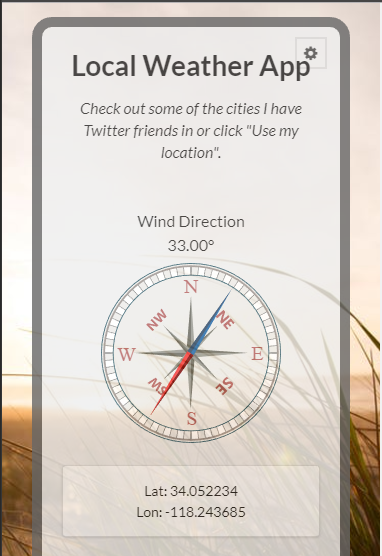 Local Weather App
Check out some of the cities I have
Twitter friends in or click "Use my
location".
Wind Direction
33.00°
N
NW
NE
W
E
SW
SE
S
Lat: 34.052234
Lon: -118.243685